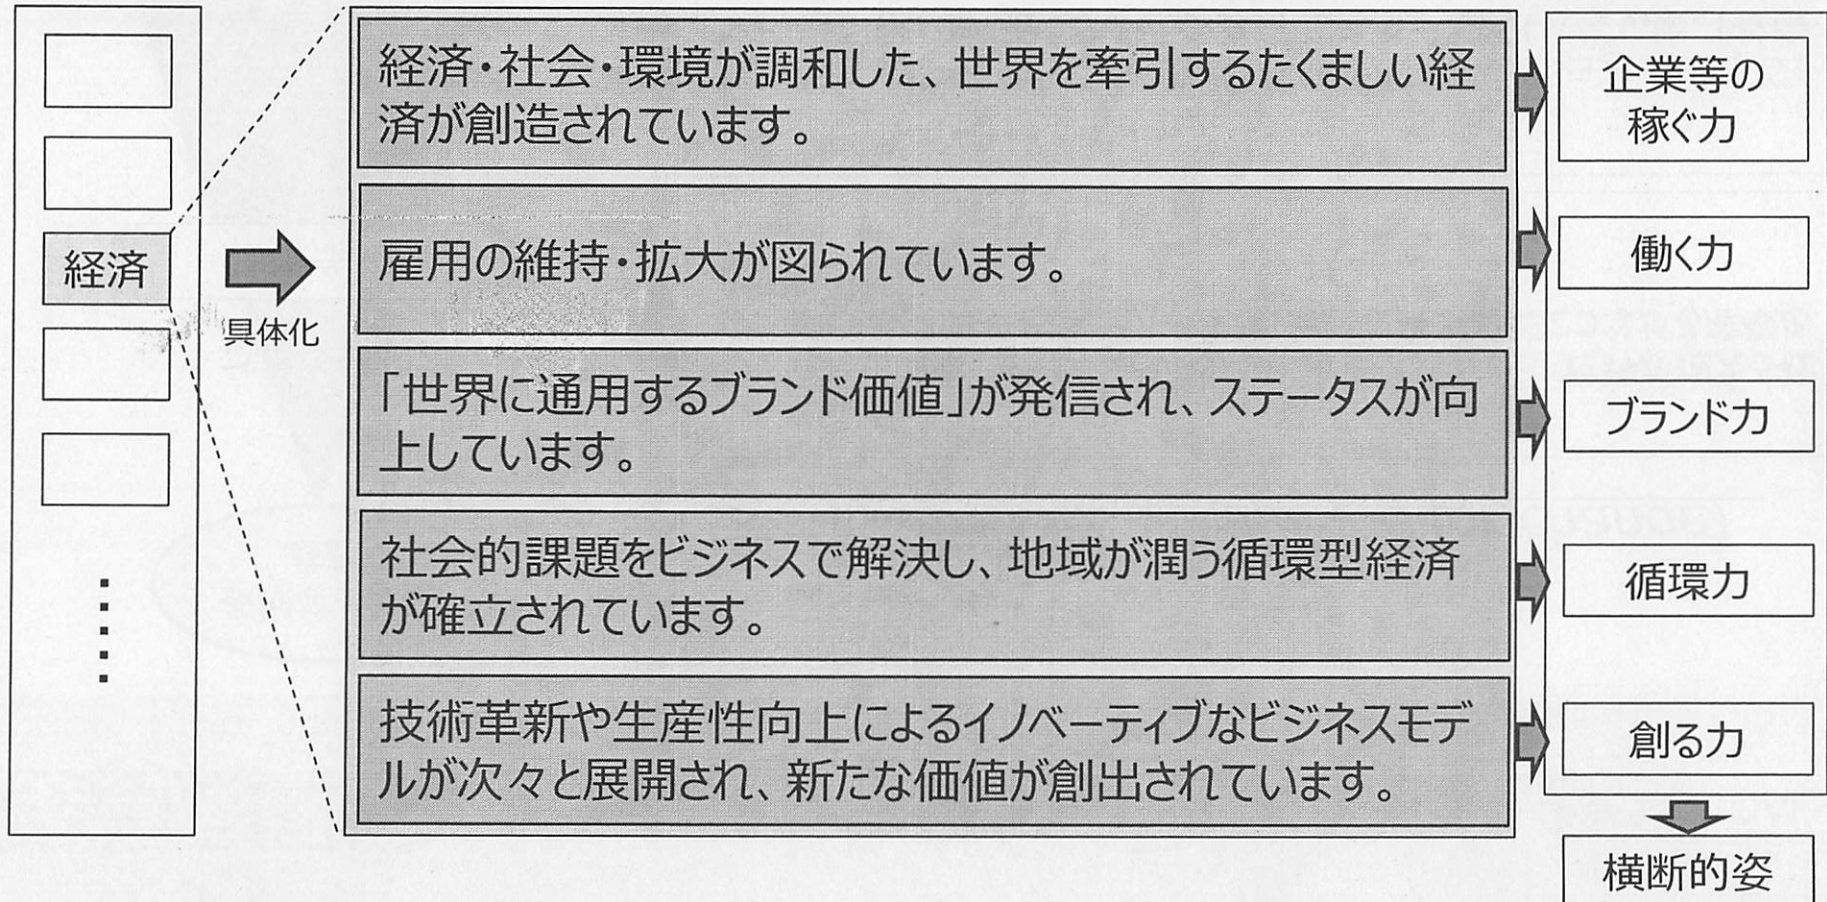 経済
具体化
経済・社会・環境が調和した、世界を牽引するたくましい経
済が創造されています。
企業等の
稼ぐ力
雇用の維持・拡大が図られています。
働く力
「世界に通用するブランド価値」が発信され、ステータスが向
上しています。
ブランド力
社会的課題をビジネスで解決し、地域が潤う循環型経済
が確立されています。
循環力
技術革新や生産性向上によるイノベーティブなビジネスモデ
ルが次々と展開され、新たな価値が創出されています。
創る力
横断的姿